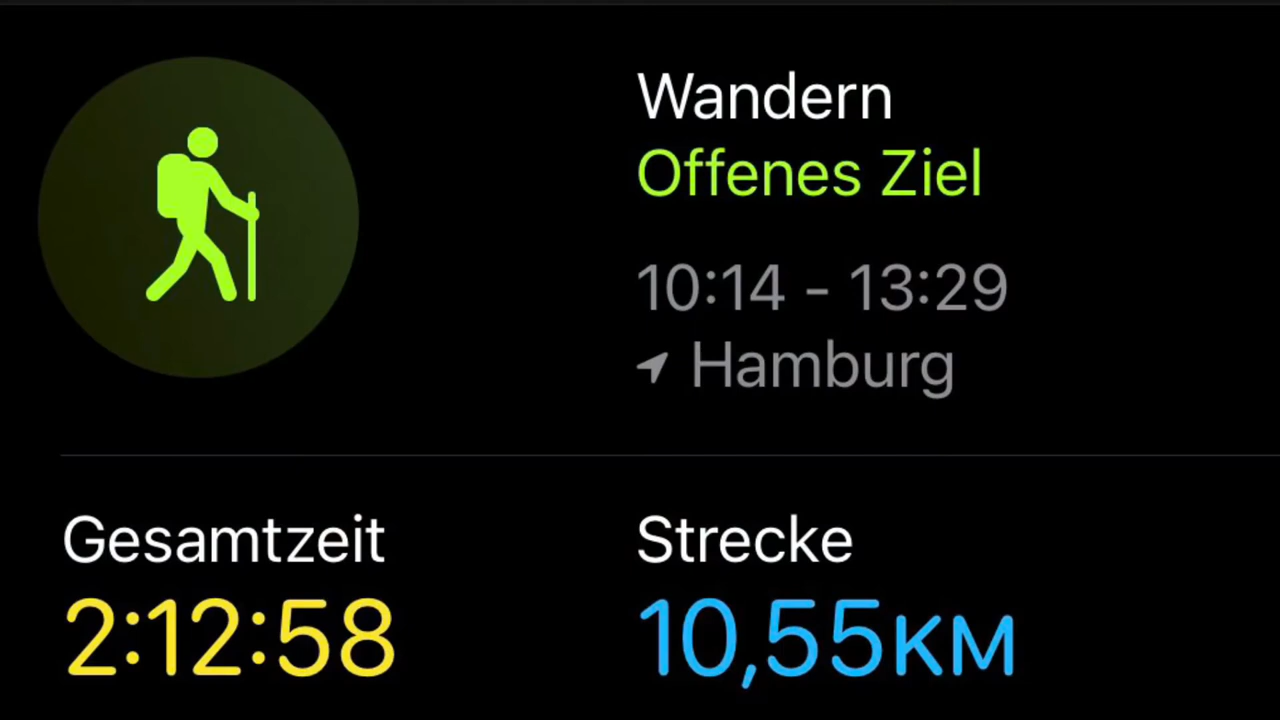 Wandern
Offenes Ziel
10:14 - 13:29
Hamburg
Gesamtzeit
2:12:58
Strecke
10,55KM